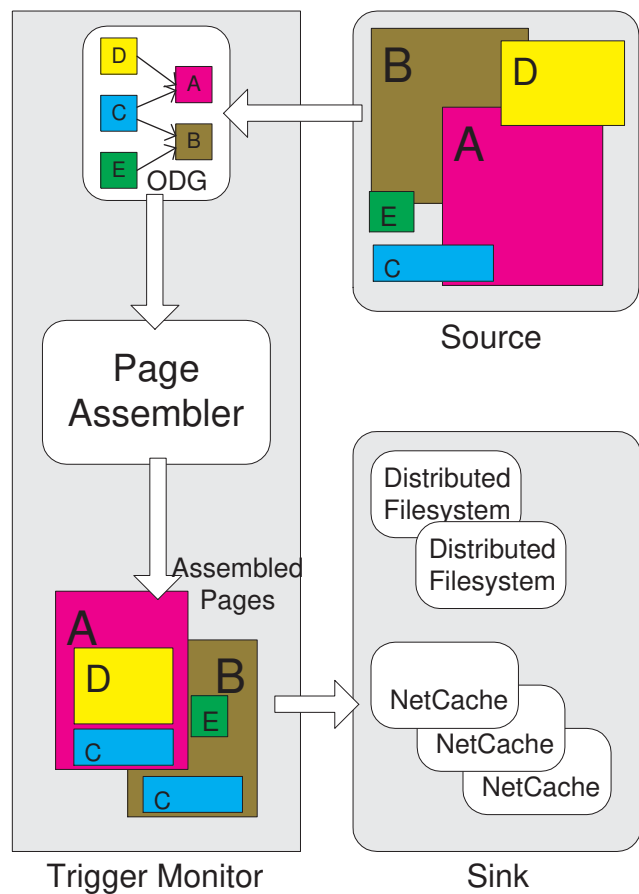 D
A
C
B
E
ODG
B
D
A
E
C
Source
Page
Assembler
Assembled
Pages
A
D
C
B
E
C
Trigger Monitor
Distributed
Filesystem
Distributed
Filesystem
NetCache
NetCache
NetCache
Sink